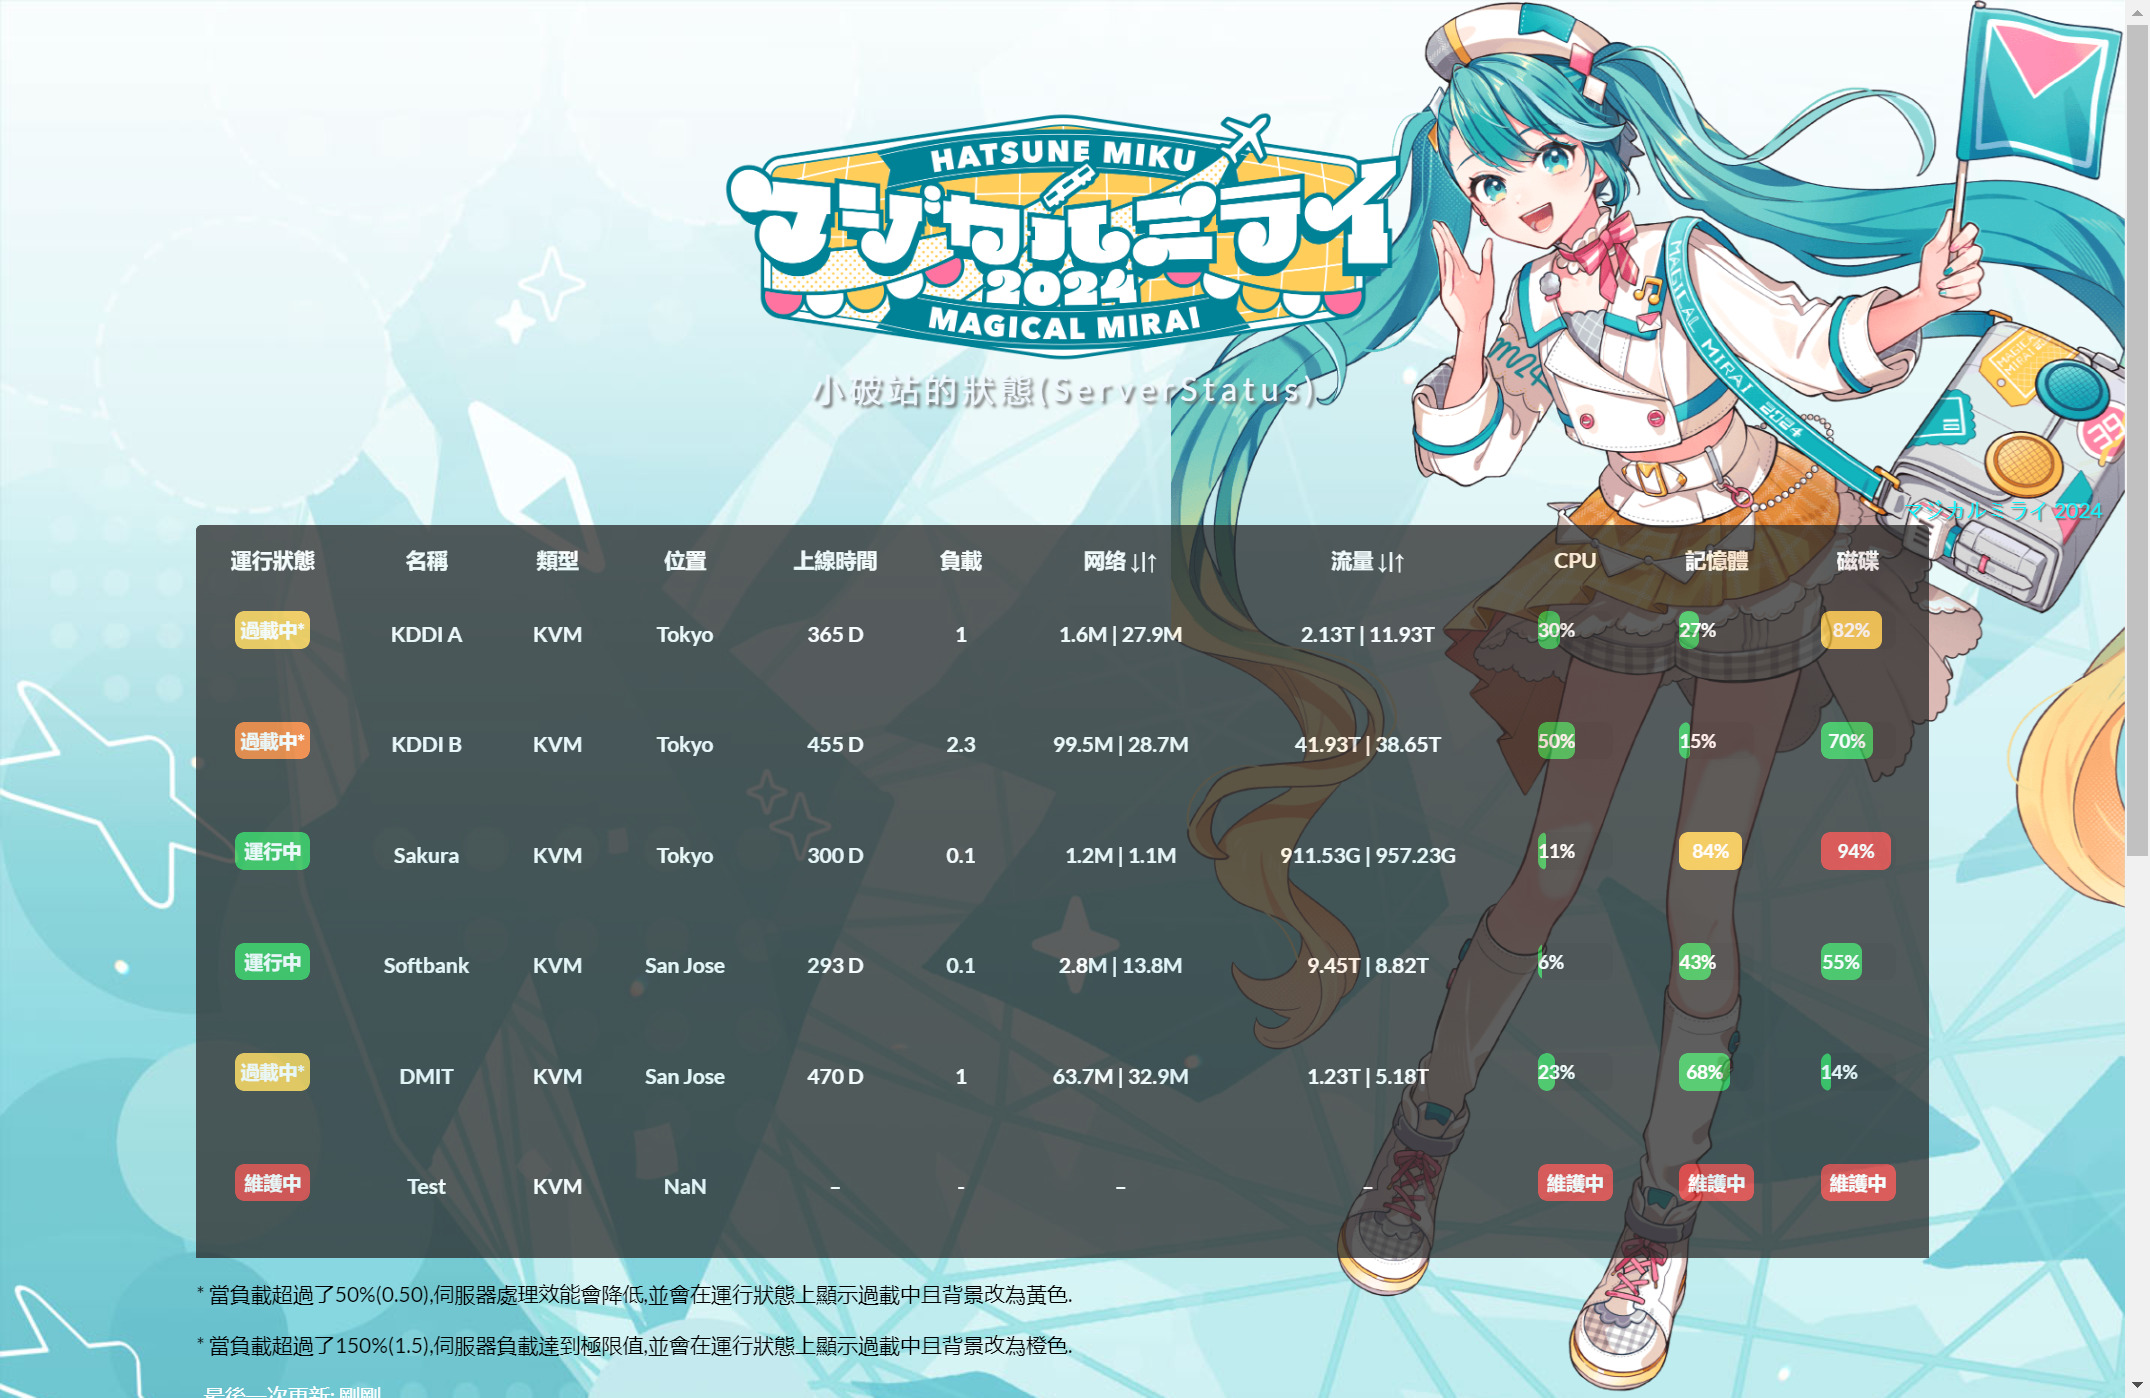 HATSUNE MIKU
マジカルミライ
2024
MAGICAL MIRAI
小破站的狀態(ServerStatus)
MAGICAL MIRAI 2024
マジカルミライ 2024
運行狀態 名稱 類型 位置 上線時間 負載 网络↓|↑ 流量↓|↑ CPU 記憶體 磁碟
過載中* KDDI A KVM Tokyo 365 D 1 1.6M | 27.9M 2.13T | 11.93T 30% 27% 82%
過載中* KDDI B KVM Tokyo 455 D 2.3 99.5M | 28.7M 41.93T | 38.65T 50% 15% 70%
運行中 Sakura KVM Tokyo 300 D 0.1 1.2M | 1.1M 911.53G | 957.23G 11% 84% 94%
運行中 Softbank KVM San Jose 293 D 0.1 2.8M | 13.8M 9.45T | 8.82T 6% 43% 55%
過載中* DMIT KVM San Jose 470 D 1 63.7M | 32.9M 1.23T | 5.18T 23% 68% 14%
維護中 Test KVM NaN – - – – 維護中 維護中 維護中
* 當負載超過了50%(0.50),伺服器處理效能會降低,並會在運行狀態上顯示過載中且背景改為黃色.
* 當負載超過了150%(1.5),伺服器負載達到極限值,並會在運行狀態上顯示過載中且背景改為橙色.
最後一次更新: 剛剛